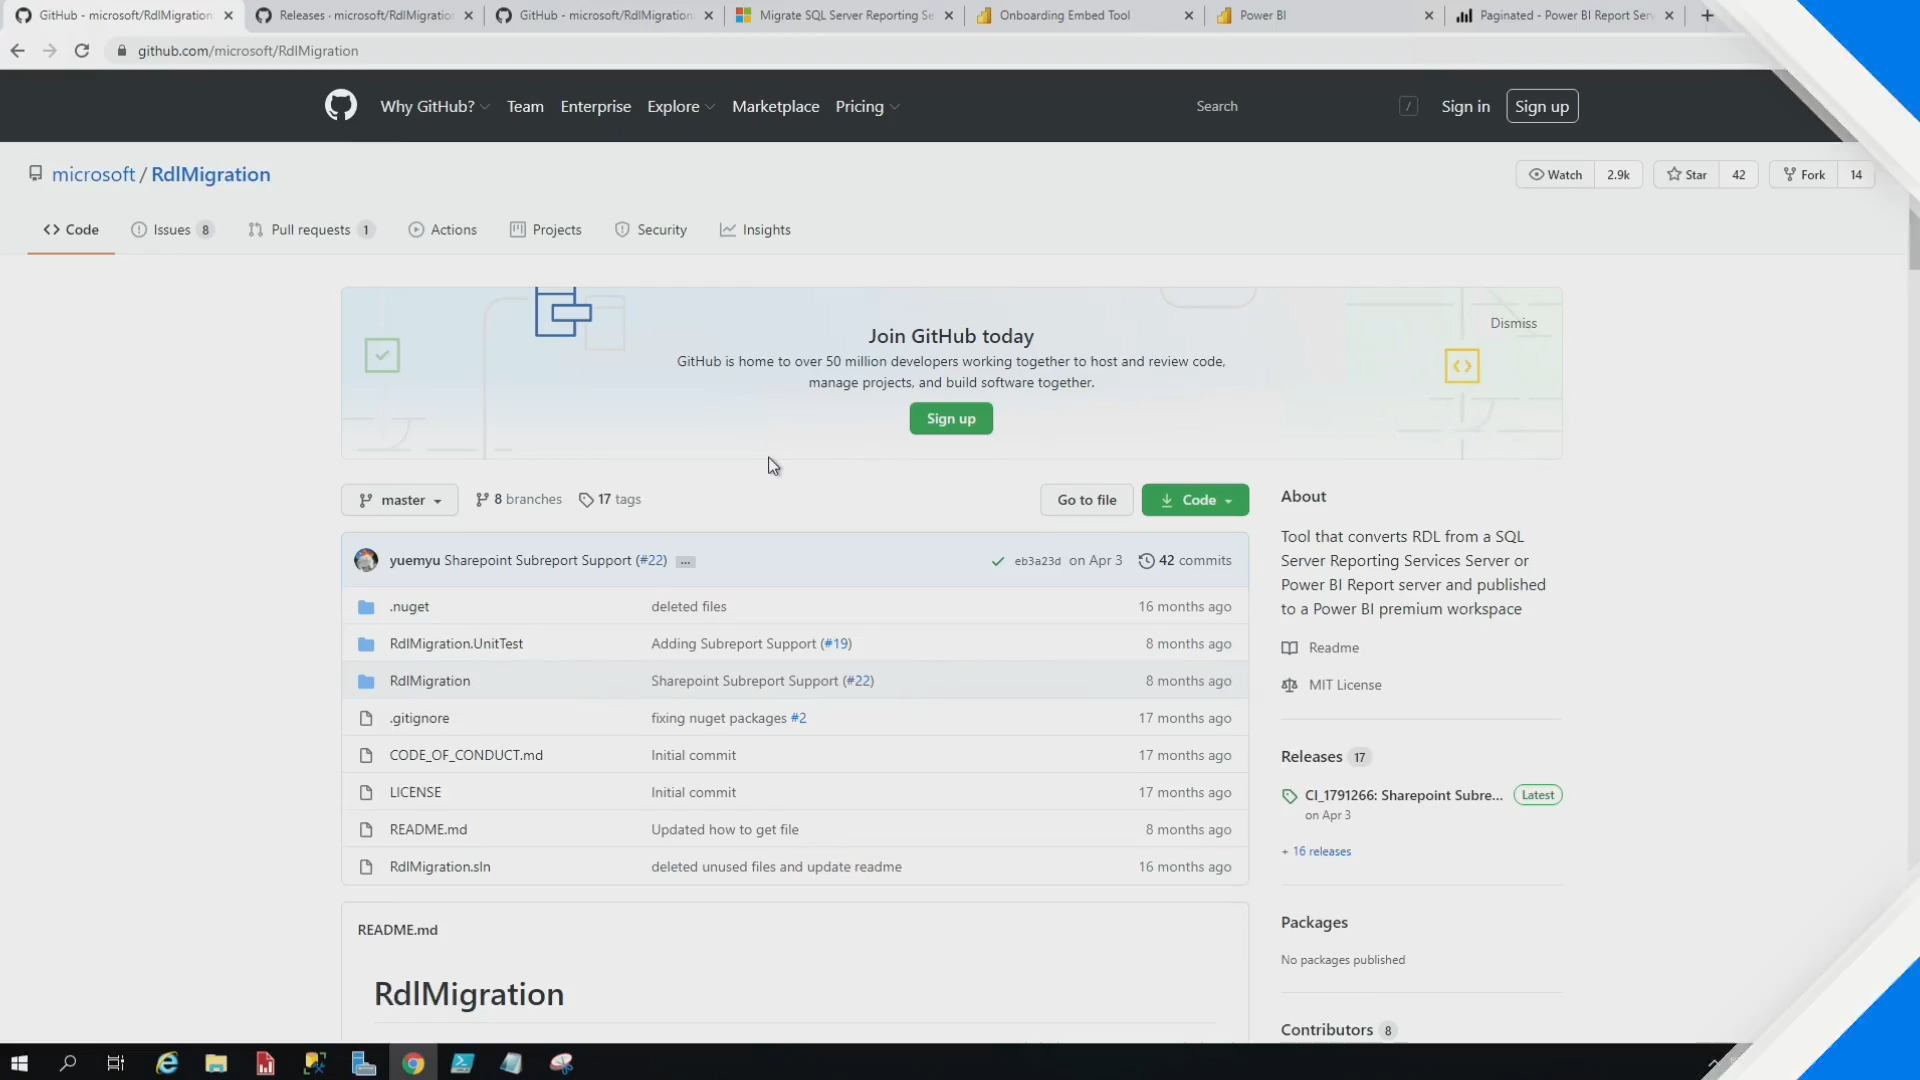 GitHub - microsoft/RdlMigration:
Releases · microsoft/RdlMigration
GitHub - microsoft/RdlMigration:
Migrate SQL Server Reporting Se
Onboarding Embed Tool
Power BI
Paginated - Power BI Report Serv
github.com/microsoft/RdlMigration
Why GitHub?
Team
Enterprise
Explore
Marketplace
Pricing
Search
/
Sign in
Sign up
microsoft / RdlMigration
Watch 2.9k
Star 42
Fork 14
Code
Issues 8
Pull requests 1
Actions
Projects
Security
Insights
Join GitHub today
Dismiss
GitHub is home to over 50 million developers working together to host and review code,
manage projects, and build software together.
Sign up
master
8 branches
17 tags
Go to file
Code
yuemyu Sharepoint Subreport Support (#22) ...
eb3a23d on Apr 3
42 commits
.nuget deleted files 16 months ago
RdlMigration.UnitTest Adding Subreport Support (#19) 8 months ago
RdlMigration Sharepoint Subreport Support (#22) 8 months ago
.gitignore fixing nuget packages #2 17 months ago
CODE_OF_CONDUCT.md Initial commit 17 months ago
LICENSE Initial commit 17 months ago
README.md Updated how to get file 8 months ago
RdlMigration.sln deleted unused files and update readme 16 months ago
README.md
RdlMigration
About
Tool that converts RDL from a SQL
Server Reporting Services Server or
Power BI Report server and published
to a Power BI premium workspace
Readme
MIT License
Releases 17
CI_1791266: Sharepoint Subre... Latest
on Apr 3
+ 16 releases
Packages
No packages published
Contributors 8